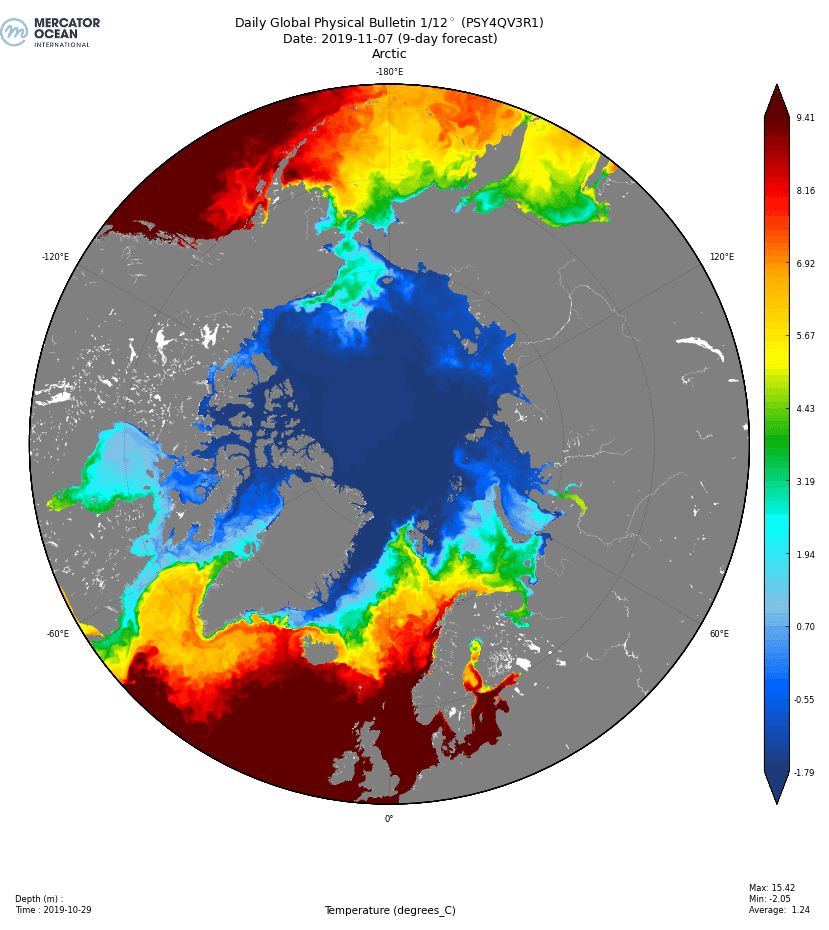 MERCATOR
OCEAN
INTERNATIONAL
Daily Global Physical Bulletin 1/12° (PSY4QV3R1)
Date: 2019-11-07 (9-day forecast)
Arctic
-180°E
-120°E
120°E
-60°E
60°E
0°
9.41
8.16
6.92
5.67
4.43
3.19
1.94
0.70
-0.55
-1.79
Depth (m) :
Time : 2019-10-29
Temperature (degrees_C)
Max: 15.42
Min: -2.05
Average: 1.24